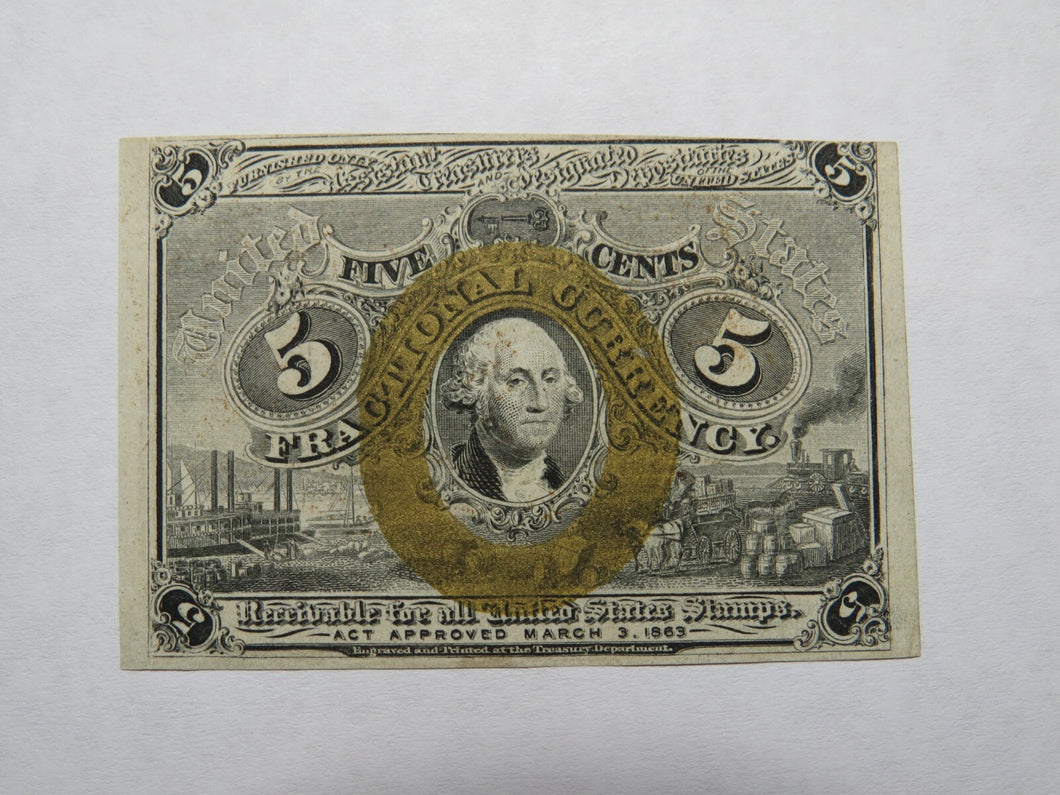 FURNISHED ONLY BY THE Assistant Treasurers AND Designated Depositaries OF THE UNITED STATES
5 5
United States
FIVE CENTS
5 5
FRACTIONAL CURRENCY.
5 5
Receivable for all United States Stamps.
ACT APPROVED MARCH 3. 1863
Engraved and Printed at the Treasury Department.